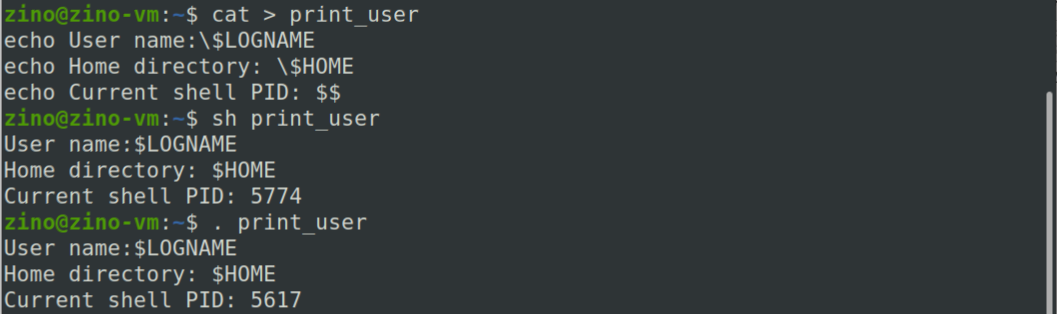 zino@zino-vm:~$ cat > print_user
echo User name:\$LOGNAME
echo Home directory: \$HOME
echo Current shell PID: $$
zino@zino-vm:~$ sh print_user
User name:$LOGNAME
Home directory: $HOME
Current shell PID: 5774
zino@zino-vm:~$ . print_user
User name:$LOGNAME
Home directory: $HOME
Current shell PID: 5617